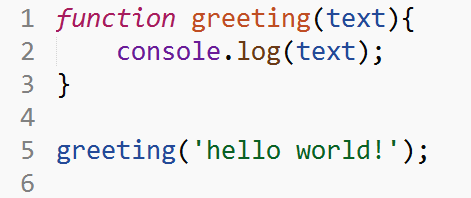 1 function greeting(text){
2     console.log(text);
3 }
4
5 greeting('hello world!');
6